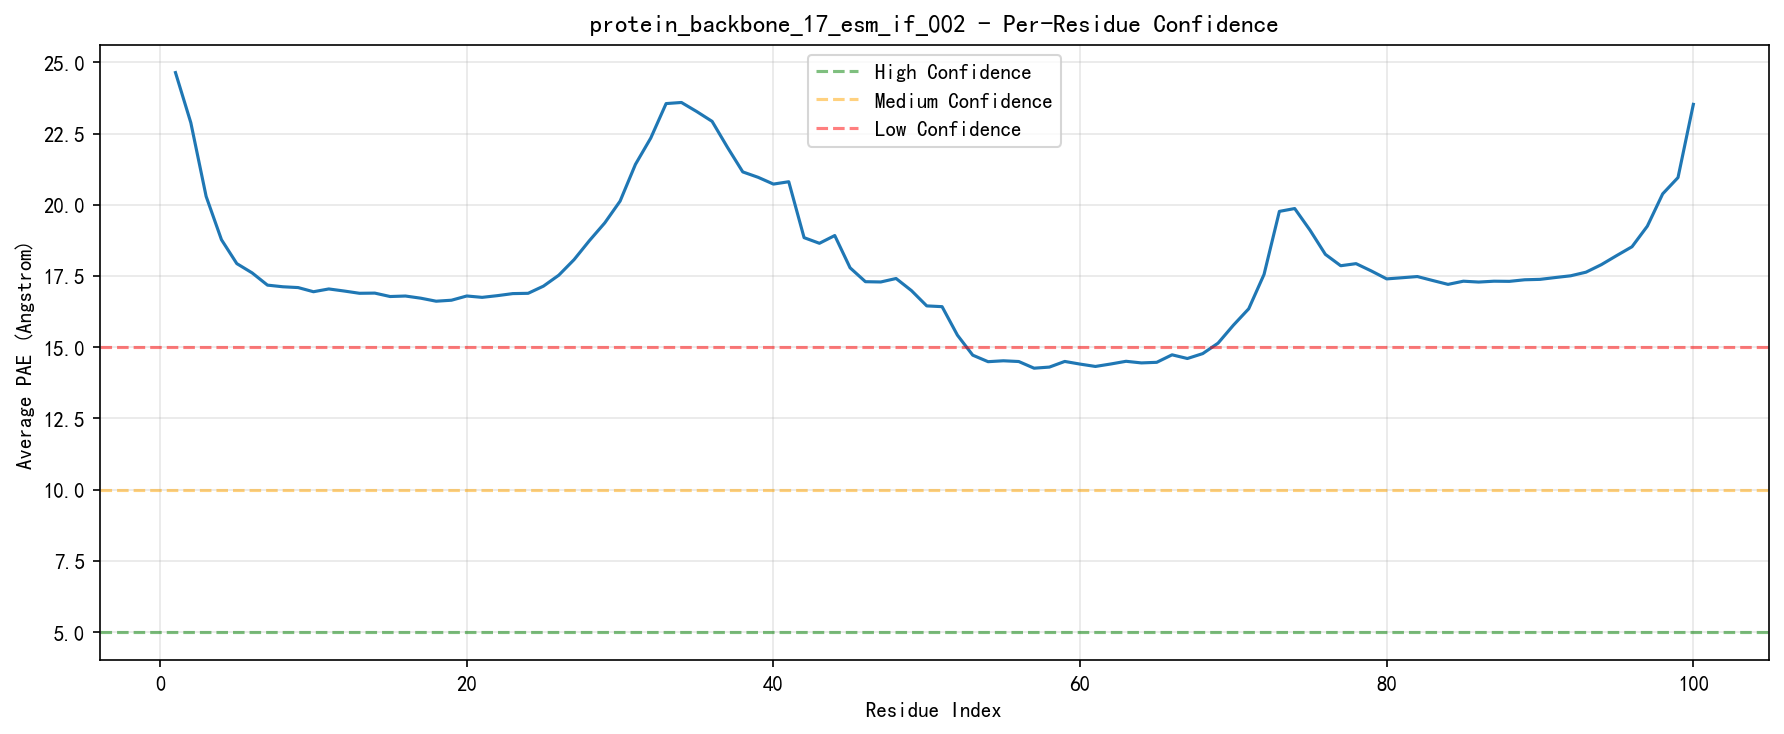 protein_backbone_17_esm_if_002 - Per-Residue Confidence
High Confidence
Medium Confidence
Low Confidence
Average PAE (Angstrom)
25.0
22.5
20.0
17.5
15.0
12.5
10.0
7.5
5.0
0 20 40 60 80 100
Residue Index